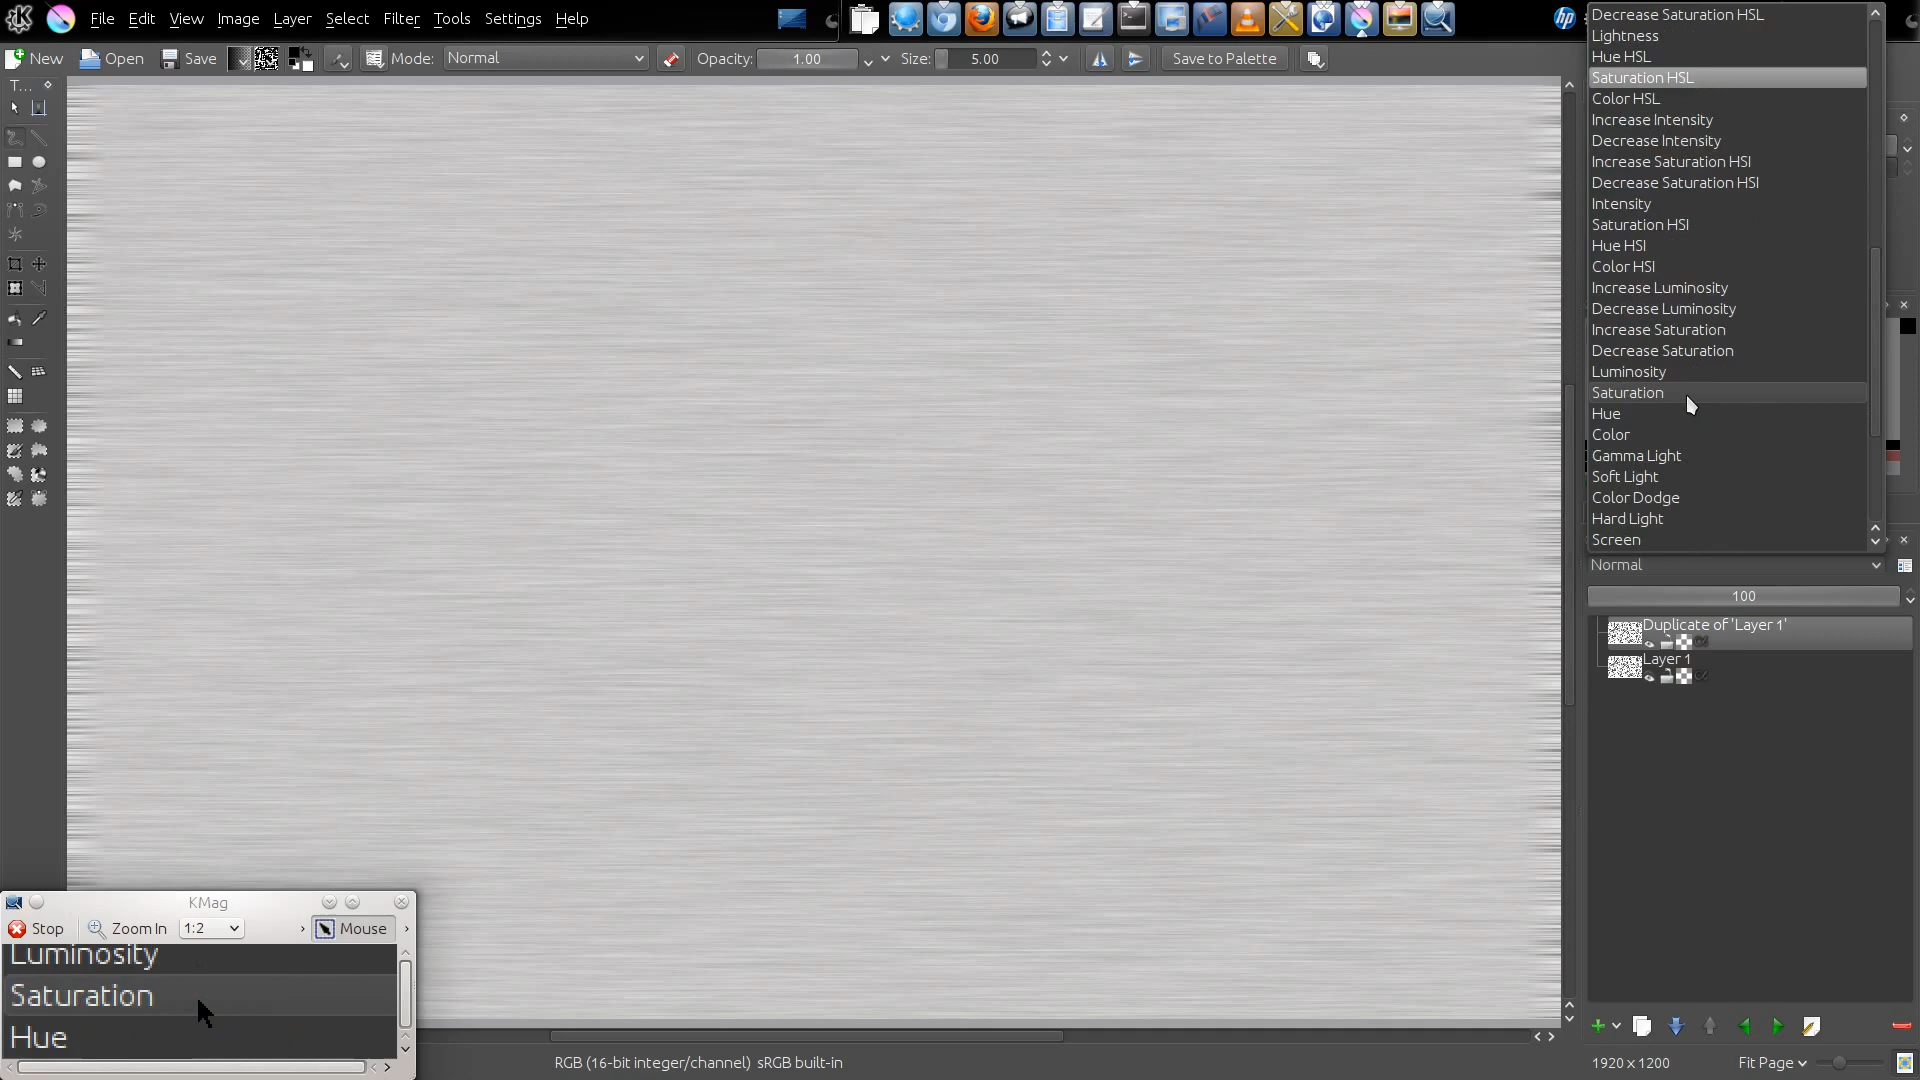 File Edit View Image Layer Select Filter Tools Settings Help
New Open Save Mode: Normal Opacity: 1.00 Size: 5.00 Save to Palette
T...
hp
Decrease Saturation HSL
Lightness
Hue HSL
Saturation HSL
Color HSL
Increase Intensity
Decrease Intensity
Increase Saturation HSI
Decrease Saturation HSI
Intensity
Saturation HSI
Hue HSI
Color HSI
Increase Luminosity
Decrease Luminosity
Increase Saturation
Decrease Saturation
Luminosity
Saturation
Hue
Color
Gamma Light
Soft Light
Color Dodge
Hard Light
Screen
Normal
100
Duplicate of 'Layer 1'
Layer 1
KMag
Stop Zoom In 1:2 Mouse
Luminosity
Saturation
Hue
RGB (16-bit integer/channel) sRGB built-in
1920 x 1200 Fit Page